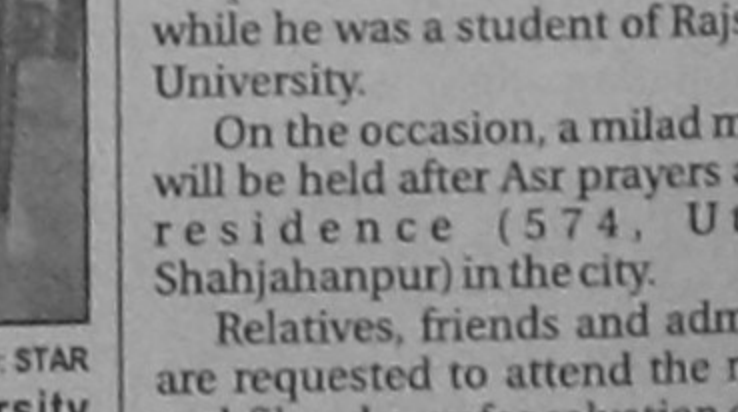 while he was a student of
University.
On the occasion, a milad
will be held after Asr prayers
residence (574,
Shahjahanpur) in the city.
Relatives, friends and
are requested to attend the
STAR